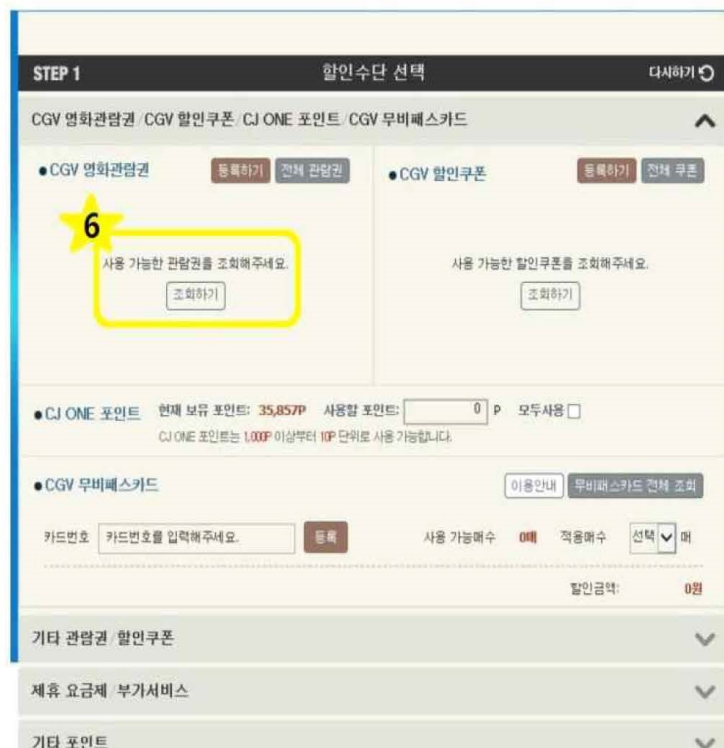 STEP 1 할인수단 선택 다시하기
CGV 영화관람권/CGV 할인쿠폰/CJ ONE 포인트/CGV 무비패스카드
●CGV 영화관람권 등록하기 전체 관람권
●CGV 할인쿠폰 등록하기 전체 쿠폰
6
사용 가능한 관람권를 조회해주세요.
조회하기
사용 가능한 할인쿠폰를 조회해주세요.
조회하기
●CJ ONE 포인트 현재 보유 포인트: 35,857P 사용할 포인트: 0 P 모두사용
CJ ONE 포인트는 1,000P 이상부터 10P 단위로 사용 가능합니다.
●CGV 무비패스카드 이용안내 무비패스카드 전체 조회
카드번호 카드번호를 입력해주세요. 등록 사용 가능매수 0매 적용매수 선택 매
할인금액: 0원
기타 관람권/할인쿠폰
제휴 요금제/부가서비스
기타 포인트